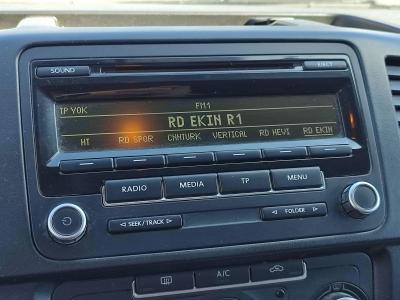 SOUND EJECT
TP YOK FM1
RD EKIN R1
HT RD SPOR CNNTURK VERTICAL RD HEVI RD EKIN
RADIO MEDIA TP MENU
SEEK / TRACK FOLDER
A/C